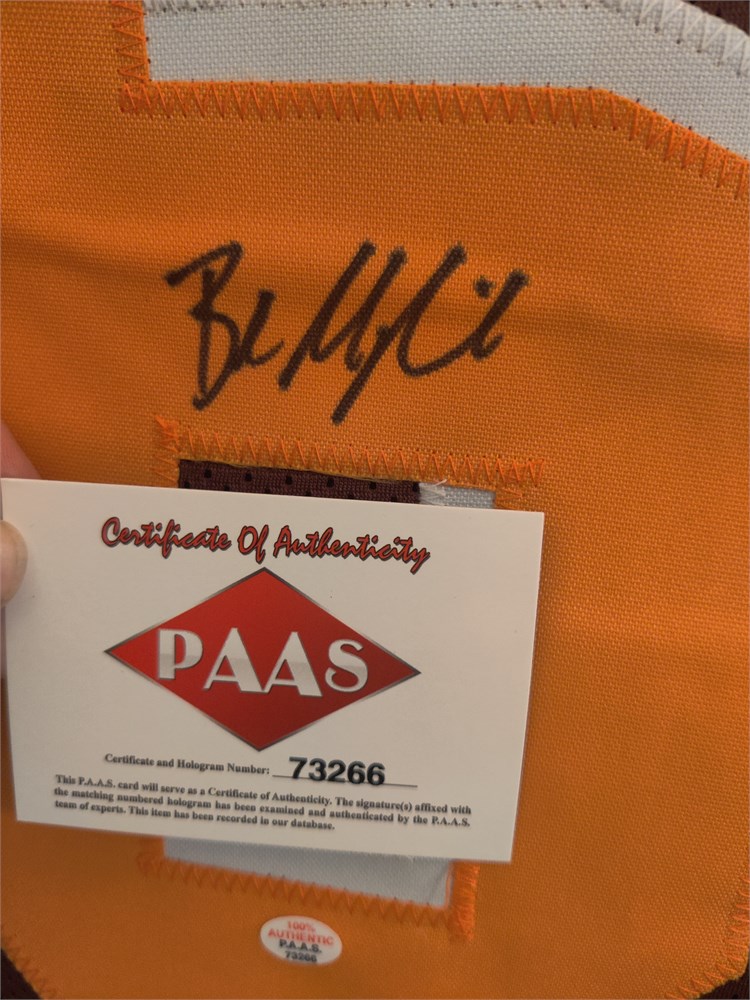 Certificate Of Authenticity
PAAS
Certificate and Hologram Number: 73266
This P.A.A.S. card will serve as a Certificate of Authenticity. The signature(s) affixed with
the matching numbered hologram has been examined and authenticated by the P.A.A.S.
team of experts. This item has been recorded in our database.
100%
AUTHENTIC
P.A.A.S.
73266